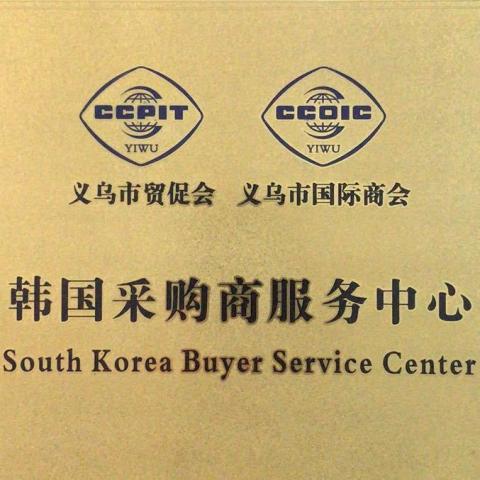 CCPIT CCOIC
YIWU YIWU
义乌市贸促会 义乌市国际商会
韩国采购商服务中心
South Korea Buyer Service Center